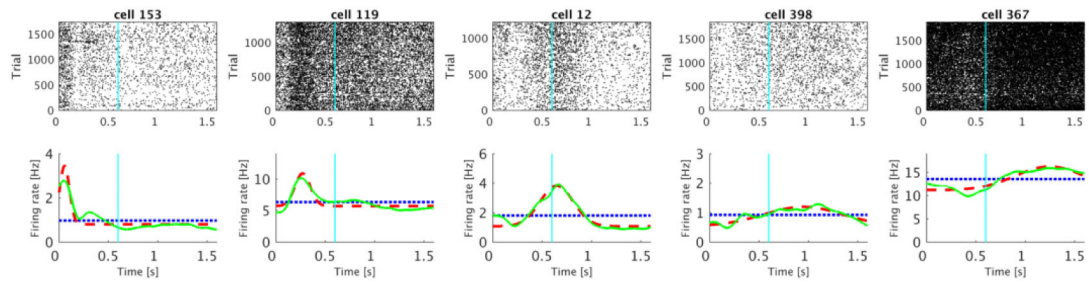 cell 153 cell 119 cell 12 cell 398 cell 367
Trial 1500 1000 500 0
Trial 1000 500 0
Trial 1200 1000 500 0
Trial 1500 1000 500 0
Trial 1500 1000 500 0
0 0.5 1 1.5 0 0.5 1 1.5 0 0.5 1 1.5 0 0.5 1 1.5 0 0.5 1 1.5
Firing rate [Hz] 4 2 0
Firing rate [Hz] 10 5 0
Firing rate [Hz] 6 4 2 0
Firing rate [Hz] 3 2 1 0
Firing rate [Hz] 15 10 5 0
0 0.5 1 1.5 0 0.5 1 1.5 0 0.5 1 1.5 0 0.5 1 1.5 0 0.5 1 1.5
Time [s] Time [s] Time [s] Time [s] Time [s]